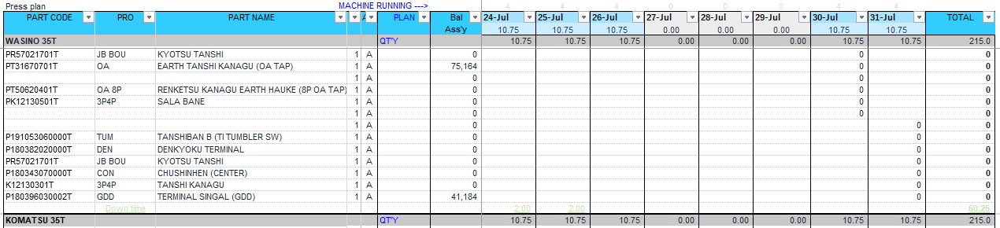 Press plan MACHINE RUNNING ---> 4 4 4 0 0 0 4 4
PART CODE PRO PART NAME A PLAN Bal 24-Jul 25-Jul 26-Jul 27-Jul 28-Jul 29-Jul 30-Jul 31-Jul TOTAL
Ass'y 10.75 10.75 10.75 0.00 0.00 0.00 10.75 10.75
WASINO 35T QT'Y 10.75 10.75 10.75 0.00 0.00 0.00 10.75 10.75 215.0
PR57021701T JB BOU KYOTSU TANSHI 1 A 0 0 0
PT31670701T OA EARTH TANSHI KANAGU (OA TAP) 1 A 75,164 0 0
1 A 0 0 0
PT50620401T OA 8P RENKETSU KANAGU EARTH HAUKE (8P OA TAP) 1 A 0 0 0
PK12130501T 3P4P SALA BANE 1 A 0 0 0
1 A 0 0 0
1 A 0 0 0
P191053060000T TUM TANSHIBAN B (TI TUMBLER SW) 1 A 0 0 0
P180382020000T DEN DENKYOKU TERMINAL 1 A 0 0 0
PR57021701T JB BOU KYOTSU TANSHI 1 A 0 0 0
P180343070000T CON CHUSHINHEN (CENTER) 1 A 0 0 0
K12130301T 3P4P TANSHI KANAGU 1 A 0 0 0
P180396030002T GDD TERMINAL SINGAL (GDD) 1 A 41,184 0 0
Down time 2.00 2.00 60.25
KOMATSU 35T QT'Y 10.75 10.75 10.75 0.00 0.00 0.00 10.75 10.75 215.0